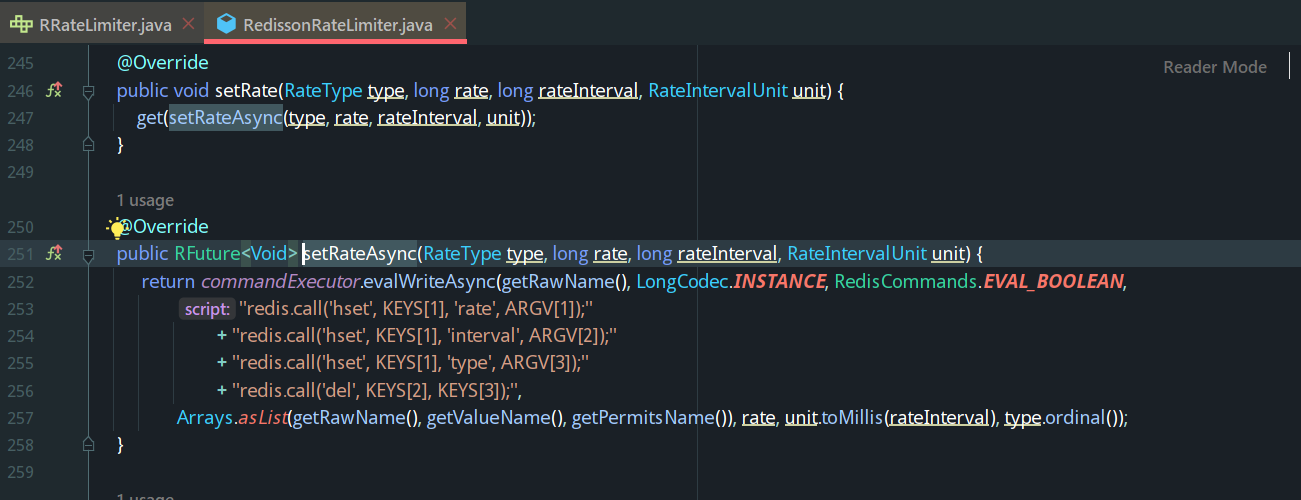 RRateLimiter.java
RedissonRateLimiter.java
Reader Mode
245 @Override
246 public void setRate(RateType type, long rate, long rateInterval, RateIntervalUnit unit) {
247 get(setRateAsync(type, rate, rateInterval, unit));
248 }
249
1 usage
250 @Override
251 public RFuture<Void> setRateAsync(RateType type, long rate, long rateInterval, RateIntervalUnit unit) {
252 return commandExecutor.evalWriteAsync(getRawName(), LongCodec.INSTANCE, RedisCommands.EVAL_BOOLEAN,
253 script: "redis.call('hset', KEYS[1], 'rate', ARGV[1]);"
254 + "redis.call('hset', KEYS[1], 'interval', ARGV[2]);"
255 + "redis.call('hset', KEYS[1], 'type', ARGV[3]);"
256 + "redis.call('del', KEYS[2], KEYS[3]);",
257 Arrays.asList(getRawName(), getValueName(), getPermitsName()), rate, unit.toMillis(rateInterval), type.ordinal());
258 }
259
1 usage